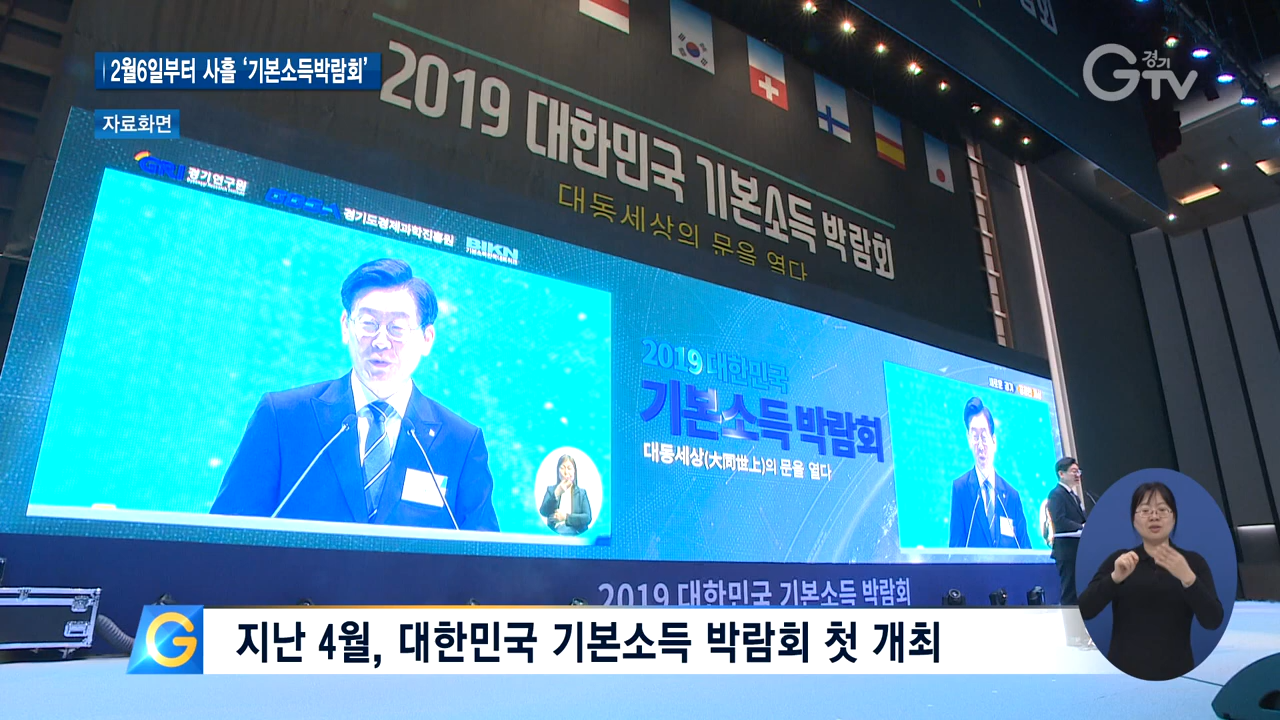 2월6일부터 사흘 ‘기본소득박람회’
자료화면
경기
GTV
2019 대한민국 기본소득 박람회
대동세상의 문을 열다
GRI 경기연구원
경기도경제과학진흥원
BIKN
2019 대한민국
기본소득 박람회
대동세상(大同世上)의 문을 열다
2019 대한민국 기본소득 박람회
G
지난 4월, 대한민국 기본소득 박람회 첫 개최